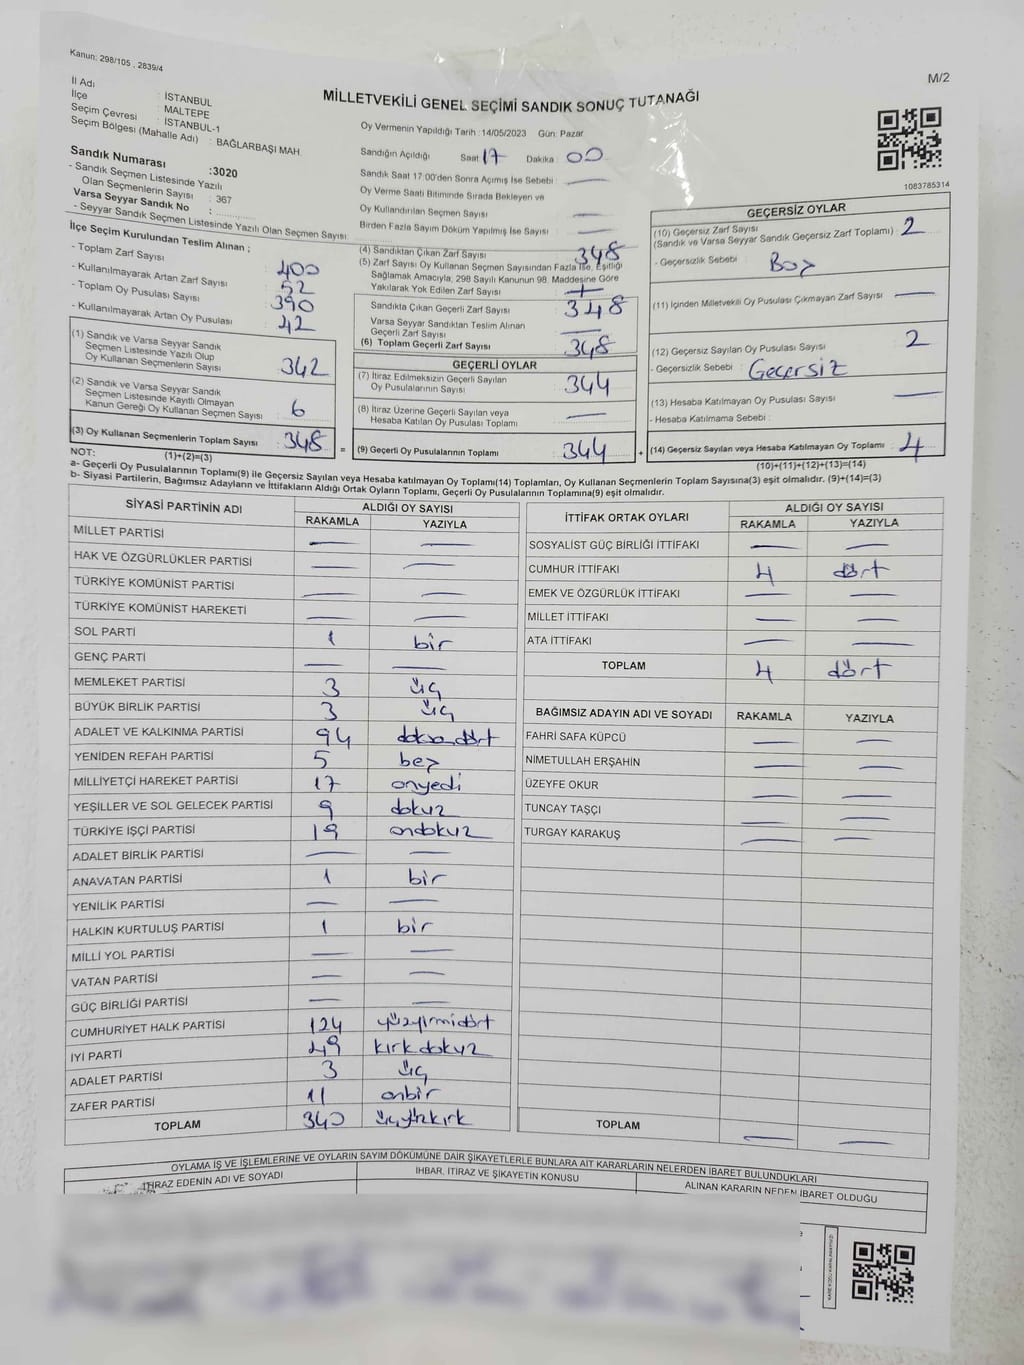 Kanun: 298/105 , 2839/4
M/2
MİLLETVEKİLİ GENEL SEÇİMİ SANDIK SONUÇ TUTANAĞI
İl Adı : İSTANBUL
İlçe : MALTEPE
Seçim Çevresi : İSTANBUL-1
Seçim Bölgesi (Mahalle Adı) : BAĞLARBAŞI MAH.
Sandık Numarası :3020
- Sandık Seçmen Listesinde Yazılı
Olan Seçmenlerin Sayısı : 367
Varsa Seyyar Sandık No :
- Seyyar Sandık Seçmen Listesinde Yazılı Olan Seçmen Sayısı:
Oy Vermenin Yapıldığı Tarih : 14/05/2023 Gün: Pazar
Sandığın Açıldığı Saat 17 Dakika : 00
Sandık Saat 17:00'den Sonra Açımış İse Sebebi : —
Oy Verme Saati Bitiminde Sırada Bekleyen ve
Oy Kullandırılan Seçmen Sayısı : —
Birden Fazla Sayım Döküm Yapılmış İse Sayısı : —
1083785314
İlçe Seçim Kurulundan Teslim Alınan ;
- Toplam Zarf Sayısı : 400
- Kullanılmayarak Artan Zarf Sayısı : 52
- Toplam Oy Pusulası Sayısı : 390
- Kullanılmayarak Artan Oy Pusulası : 42
(1) Sandık ve Varsa Seyyar Sandık
Seçmen Listesinde Yazılı Olup
Oy Kullanan Seçmenlerin Sayısı : 342
(2) Sandık ve Varsa Seyyar Sandık
Seçmen Listesinde Kayıtlı Olmayan
Kanun Gereği Oy Kullanan Seçmen Sayısı : 6
(3) Oy Kullanan Seçmenlerin Toplam Sayısı : 348 =
(1)+(2)=(3)
(4) Sandıktan Çıkan Zarf Sayısı : 348
(5) Zarf Sayısı Oy Kullanan Seçmen Sayısından Fazla İse, Eşitliği
Sağlamak Amacıyla, 298 Sayılı Kanunun 98. Maddesine Göre
Yakılarak Yok Edilen Zarf Sayısı : —
Sandıkta Çıkan Geçerli Zarf Sayısı : 348
Varsa Seyyar Sandıktan Teslim Alınan
Geçerli Zarf Sayısı : —
(6) Toplam Geçerli Zarf Sayısı : 348
GEÇERLİ OYLAR
(7) İtiraz Edilmeksizin Geçerli Sayılan
Oy Pusulalarının Sayısı : 344
(8) İtiraz Üzerine Geçerli Sayılan veya
Hesaba Katılan Oy Pusulası Toplamı : —
(9) Geçerli Oy Pusulalarının Toplamı : 344 +
GEÇERSİZ OYLAR
(10) Geçersiz Zarf Sayısı
(Sandık ve Varsa Seyyar Sandık Geçersiz Zarf Toplamı) : 2
- Geçersizlik Sebebi : Boş
(11) İçinden Milletvekili Oy Pusulası Çıkmayan Zarf Sayısı : —
(12) Geçersiz Sayılan Oy Pusulası Sayısı : 2
- Geçersizlik Sebebi : Geçersiz
(13) Hesaba Katılmayan Oy Pusulası Sayısı : —
- Hesaba Katılmama Sebebi :
(14) Geçersiz Sayılan veya Hesaba Katılmayan Oy Toplamı : 4
(10)+(11)+(12)+(13)=(14)
NOT:
a- Geçerli Oy Pusulalarının Toplamı(9) ile Geçersiz Sayılan veya Hesaba katılmayan Oy Toplamı(14) Toplamları, Oy Kullanan Seçmenlerin Toplam Sayısına(3) eşit olmalıdır. (9)+(14)=(3)
b- Siyasi Partilerin, Bağımsız Adayların ve İttifakların Aldığı Ortak Oyların Toplamı, Geçerli Oy Pusulalarının Toplamına(9) eşit olmalıdır.
SİYASİ PARTİNİN ADI ALDIĞI OY SAYISI
RAKAMLA YAZIYLA
MİLLET PARTİSİ — —
HAK VE ÖZGÜRLÜKLER PARTİSİ — —
TÜRKİYE KOMÜNİST PARTİSİ — —
TÜRKİYE KOMÜNİST HAREKETİ — —
SOL PARTİ 1 bir
GENÇ PARTİ — —
MEMLEKET PARTİSİ 3 üç
BÜYÜK BİRLİK PARTİSİ 3 üç
ADALET VE KALKINMA PARTİSİ 94 doksandört
YENİDEN REFAH PARTİSİ 5 beş
MİLLİYETÇİ HAREKET PARTİSİ 17 onyedi
YEŞİLLER VE SOL GELECEK PARTİSİ 9 dokuz
TÜRKİYE İŞÇİ PARTİSİ 19 ondokuz
ADALET BİRLİK PARTİSİ — —
ANAVATAN PARTİSİ 1 bir
YENİLİK PARTİSİ — —
HALKIN KURTULUŞ PARTİSİ 1 bir
MİLLİ YOL PARTİSİ — —
VATAN PARTİSİ — —
GÜÇ BİRLİĞİ PARTİSİ — —
CUMHURİYET HALK PARTİSİ 124 yüzyirmidört
İYİ PARTİ 49 kırkdokuz
ADALET PARTİSİ 3 üç
ZAFER PARTİSİ 11 onbir
TOPLAM 340 üçyüzkırk
İTTİFAK ORTAK OYLARI ALDIĞI OY SAYISI
RAKAMLA YAZIYLA
SOSYALİST GÜÇ BİRLİĞİ İTTİFAKI — —
CUMHUR İTTİFAKI 4 dört
EMEK VE ÖZGÜRLÜK İTTİFAKI — —
MİLLET İTTİFAKI — —
ATA İTTİFAKI — —
TOPLAM 4 dört
BAĞIMSIZ ADAYIN ADI VE SOYADI RAKAMLA YAZIYLA
FAHRİ SAFA KÜPCÜ — —
NİMETULLAH ERŞAHİN — —
ÜZEYFE OKUR — —
TUNCAY TAŞÇI — —
TURGAY KARAKUŞ — —
TOPLAM — —
OYLAMA İŞ VE İŞLEMLERİNE VE OYLARIN SAYIM DÖKÜMÜNE DAİR ŞİKAYETLERLE BUNLARA AİT KARARLARIN NELERDEN İBARET BULUNDUKLARI
İTİRAZ EDENİN ADI VE SOYADI
İHBAR, İTİRAZ VE ŞİKAYETİN KONUSU
ALINAN KARARIN NEDEN İBARET OLDUĞU